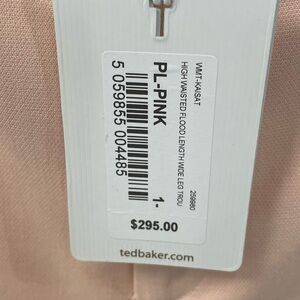 WMT-KAISAT
HIGH WAISTED FLOOD LENGTH WIDE LEG TROU
259960
PL-PINK
1-
5 059855 004485
$295.00
tedbaker.com